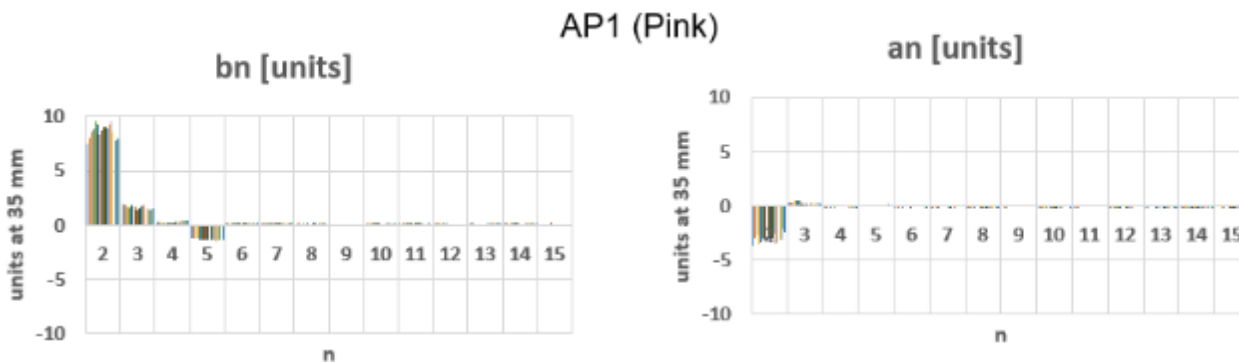 AP1 (Pink)
bn [units]
units at 35 mm
10
5
0
-5
-10
2 3 4 5 6 7 8 9 10 11 12 13 14 15
n
an [units]
units at 35 mm
10
5
0
-5
-10
3 4 5 6 7 8 9 10 11 12 13 14 15
n